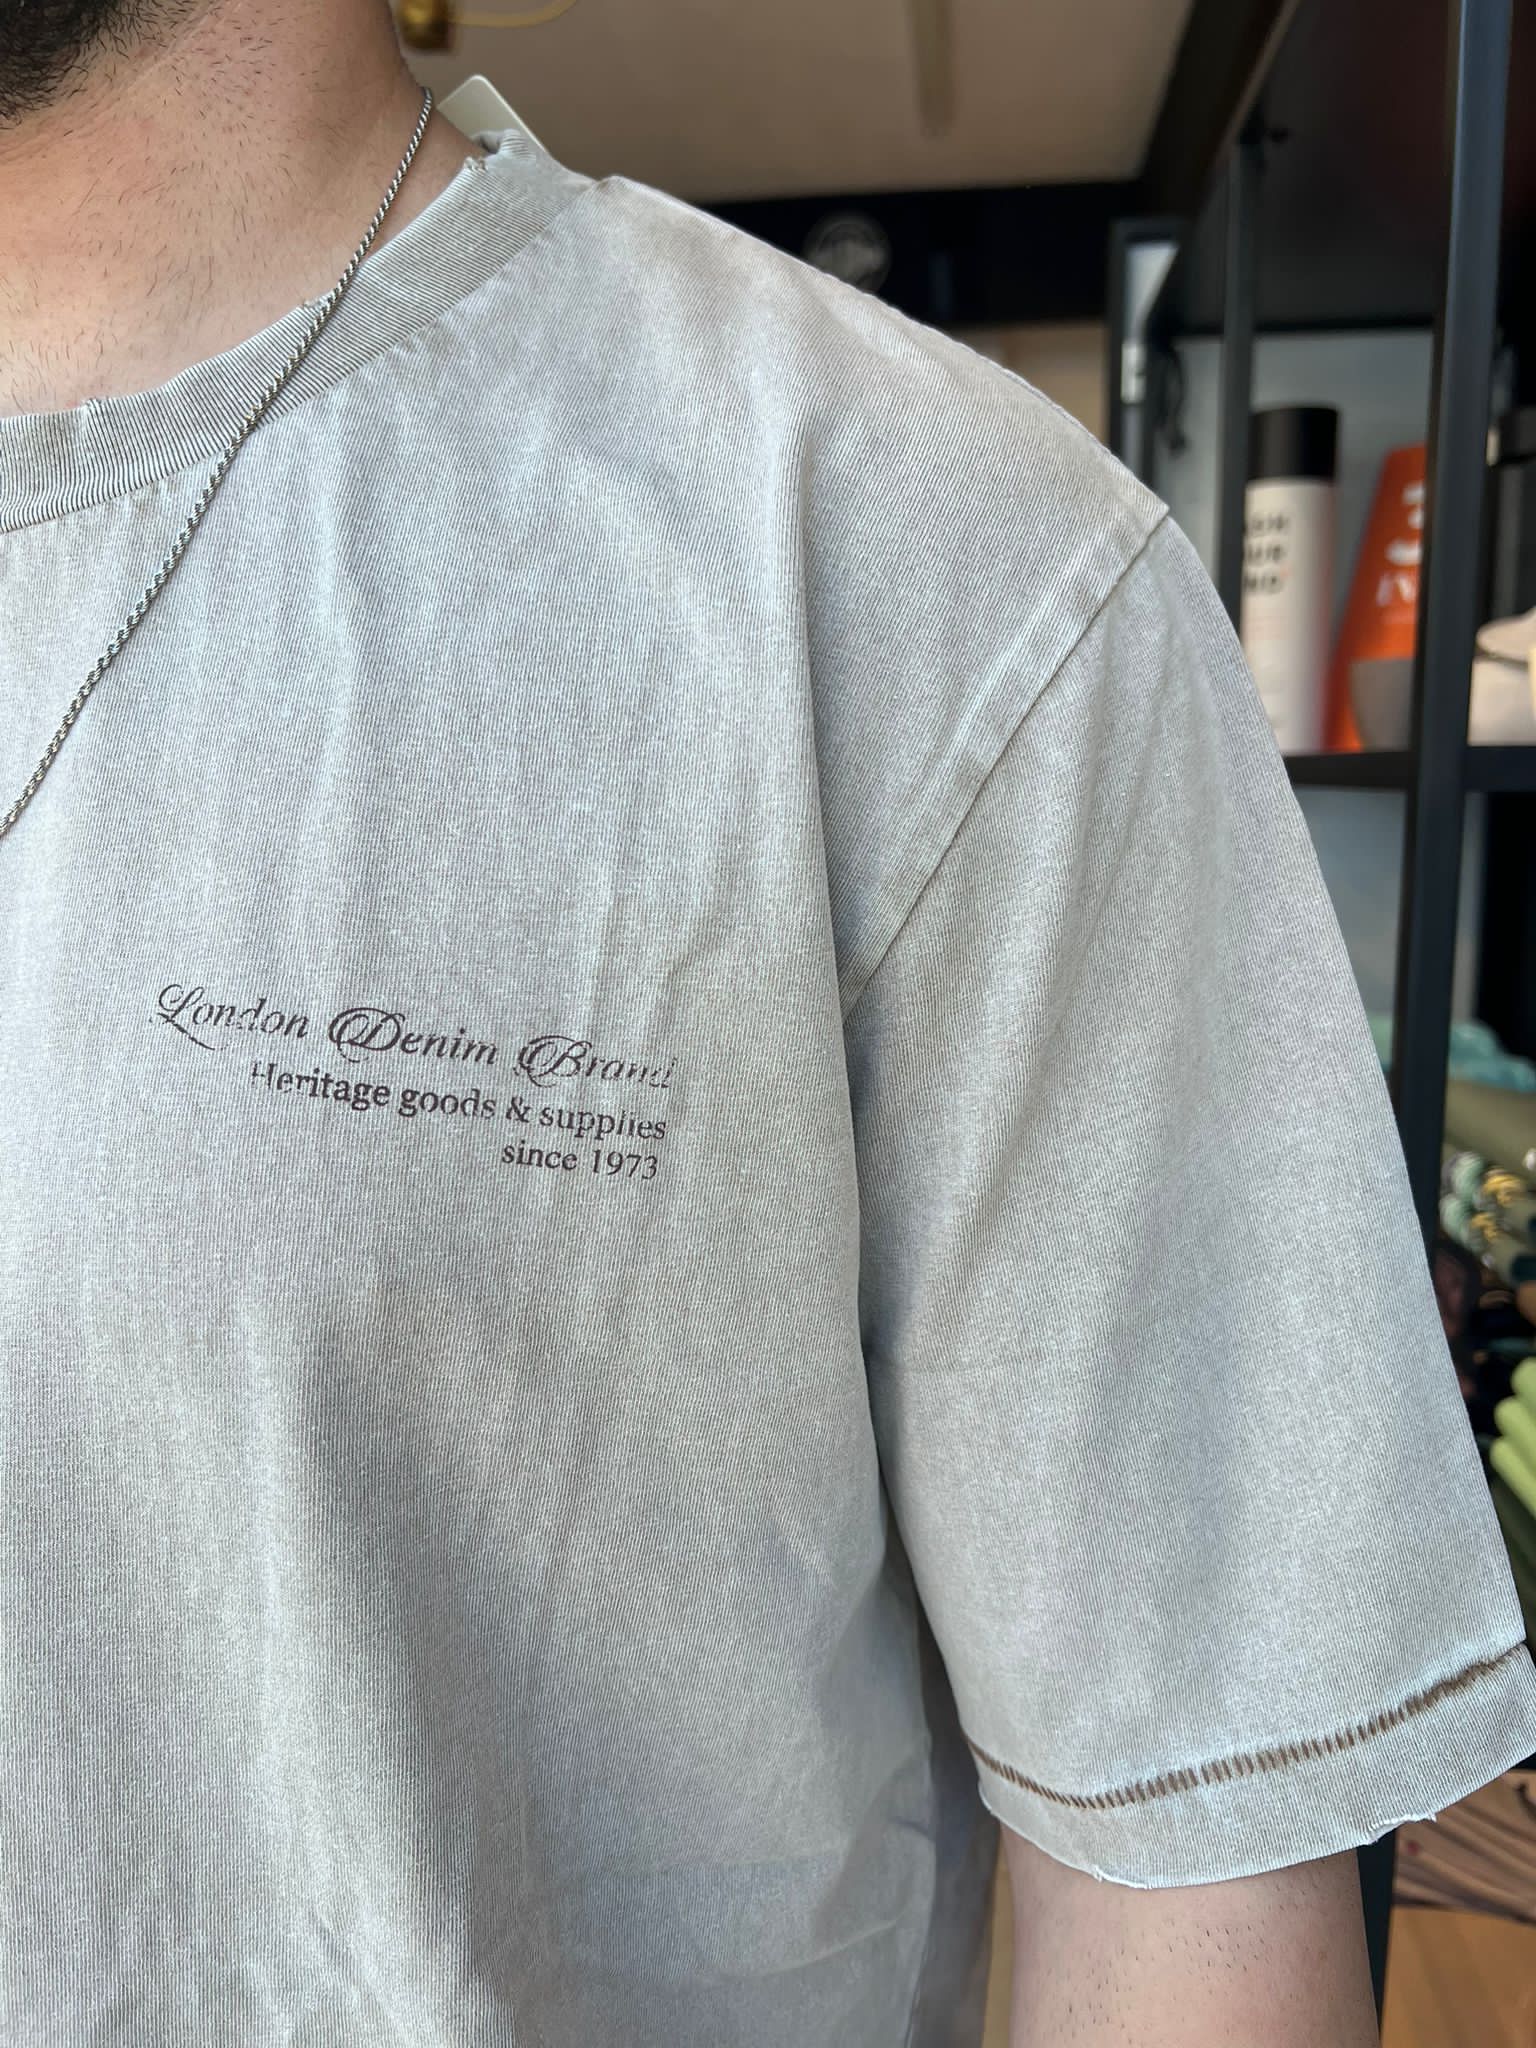 London Denim Brand
Heritage goods & supplies
since 1973